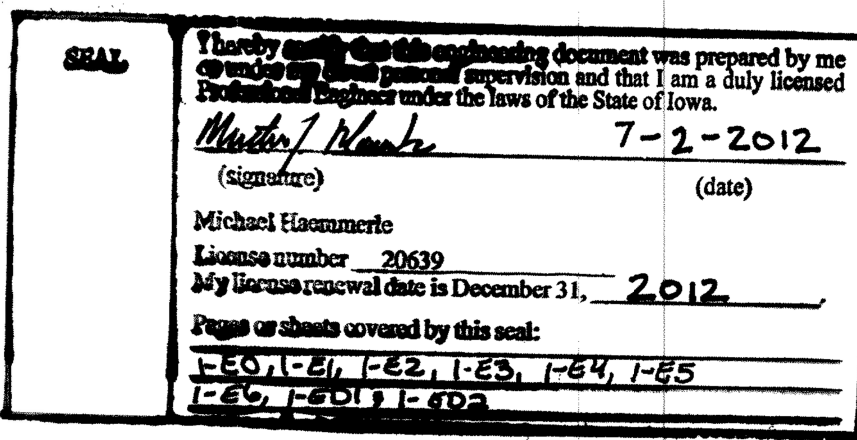 SEAL
I hereby certify that this engineering document was prepared by me
or under my direct personal supervision and that I am a duly licensed
Professional Engineer under the laws of the State of Iowa.
7-2-2012
(signature) (date)
Michael Haemmerle
License number 20639
My license renewal date is December 31, 2012.
Pages or sheets covered by this seal:
1-E0, 1-E1, 1-E2, 1-E3, 1-E4, 1-E5
1-E6, 1-ED1, 1-ED2